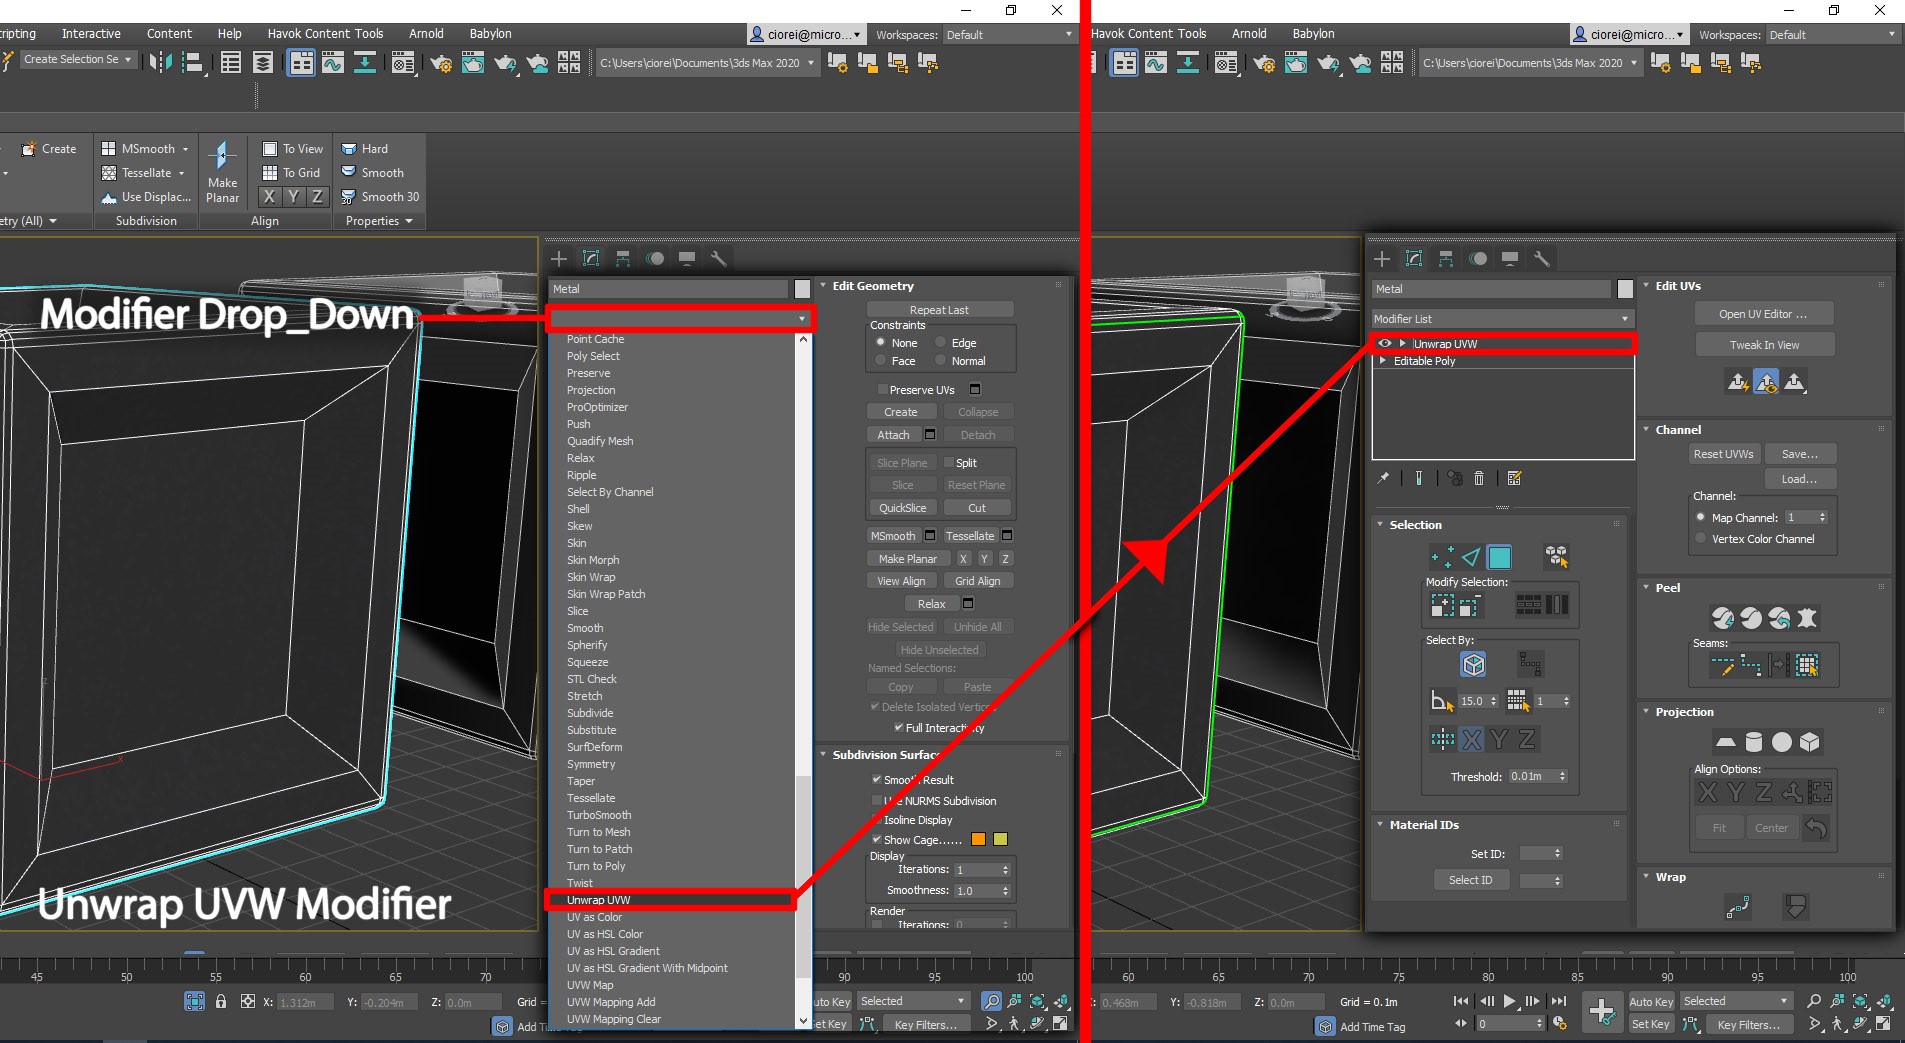 ripting Interactive Content Help Havok Content Tools Arnold Babylon
ciorei@micro... Workspaces: Default
Create Selection Se
C:\Users\ciorei\Documents\3ds Max 2020
Create
MSmooth
Tessellate
Use Displac...
Make
Planar
To View
To Grid
X Y Z
Hard
Smooth
Smooth 30
etry (All) Subdivision Align Properties
Modifier Drop_Down
Unwrap UVW Modifier
Metal
Point Cache
Poly Select
Preserve
Projection
ProOptimizer
Push
Quadify Mesh
Relax
Ripple
Select By Channel
Shell
Skew
Skin
Skin Morph
Skin Wrap
Skin Wrap Patch
Slice
Smooth
Spherify
Squeeze
STL Check
Stretch
Subdivide
Substitute
SurfDeform
Symmetry
Taper
Tessellate
TurboSmooth
Turn to Mesh
Turn to Patch
Turn to Poly
Twist
Unwrap UVW
UV as Color
UV as HSL Color
UV as HSL Gradient
UV as HSL Gradient With Midpoint
UVW Map
UVW Mapping Add
UVW Mapping Clear
Edit Geometry
Repeat Last
Constraints
None Edge
Face Normal
Preserve UVs
Create Collapse
Attach Detach
Slice Plane Split
Slice Reset Plane
QuickSlice Cut
MSmooth Tessellate
Make Planar X Y Z
View Align Grid Align
Relax
Hide Selected Unhide All
Hide Unselected
Named Selections:
Copy Paste
Delete Isolated Vertic
Full Interactivity
Subdivision Surfac
Smooth Result
Use NURMS Subdivision
Isoline Display
Show Cage......
Display
Iterations: 1
Smoothness: 1.0
Render
Iterations: 0
45 50 55 60 65 70 90 95 100
X: 1.312m Y: -0.204m Z: 0.0m Grid =
uto Key Selected
Add Time
et Key Key Filters...
Havok Content Tools Arnold Babylon
ciorei@micro... Workspaces: Default
C:\Users\ciorei\Documents\3ds Max 2020
Metal
Modifier List
Unwrap UVW
Editable Poly
Selection
Modify Selection:
Select By:
15.0 1
X Y Z
Threshold: 0.01m
Material IDs
Set ID:
Select ID
Edit UVs
Open UV Editor ...
Tweak In View
Channel
Reset UVWs Save...
Load...
Channel:
Map Channel: 1
Vertex Color Channel
Peel
Seams:
Projection
Align Options:
X Y Z
Fit Center
Wrap
60 65 70 75 80 85 90 95 100
0.468m Y: -0.818m Z: 0.0m Grid = 0.1m
Auto Key Selected
Add Time Tag
0
Set Key Key Filters...